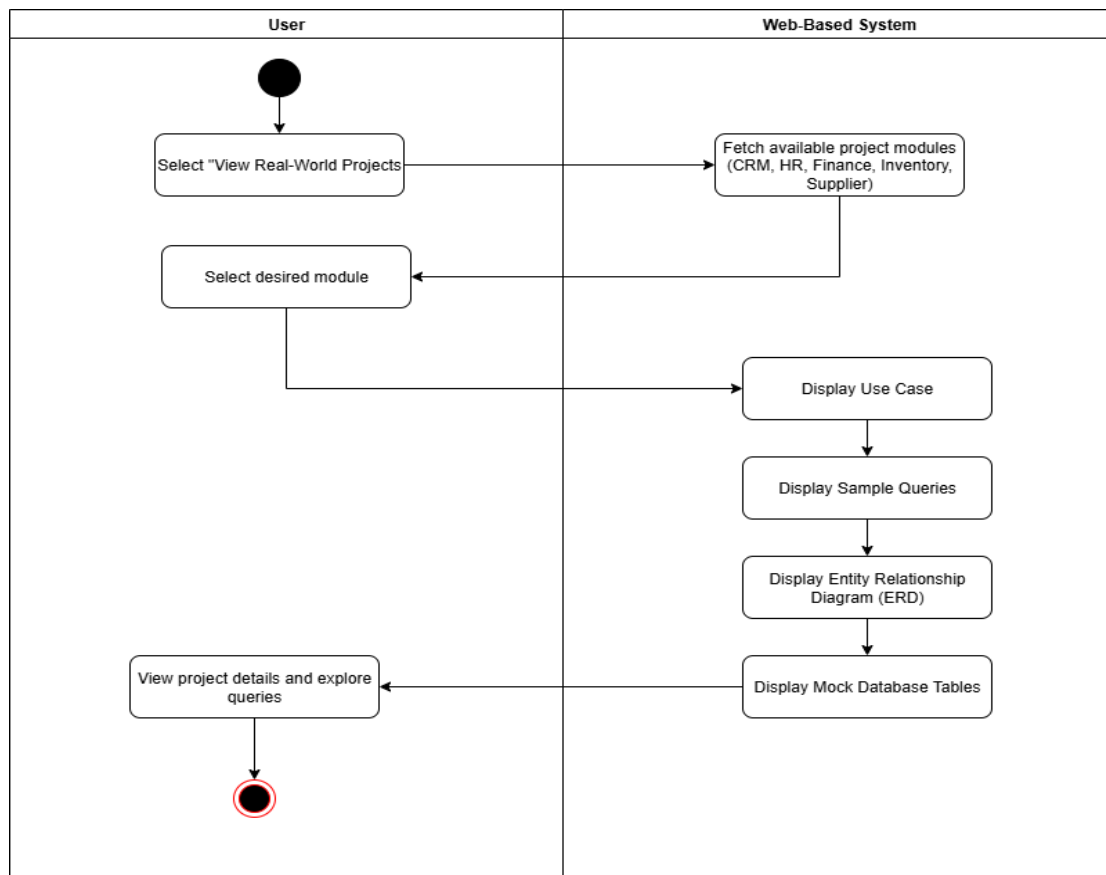 User
Web-Based System
Select "View Real-World Projects
Fetch available project modules
(CRM, HR, Finance, Inventory,
Supplier)
Select desired module
Display Use Case
Display Sample Queries
Display Entity Relationship
Diagram (ERD)
Display Mock Database Tables
View project details and explore
queries